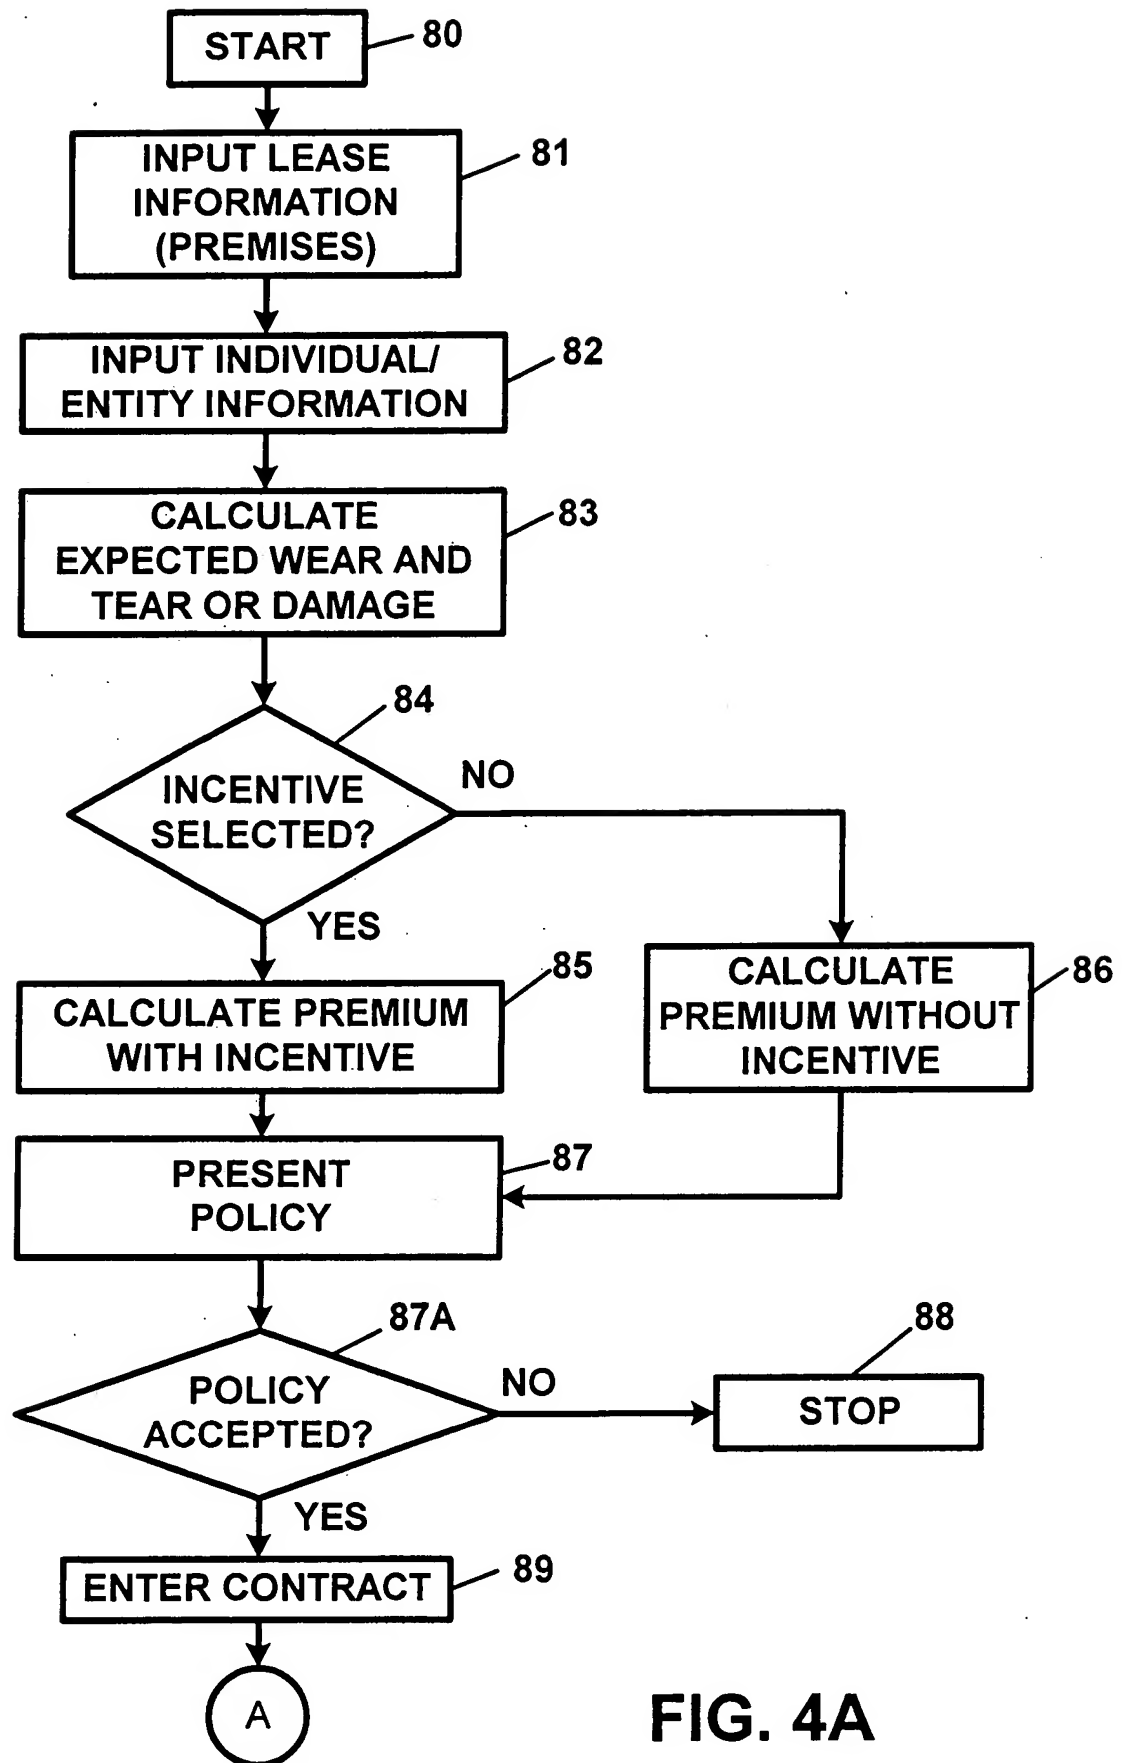 START
80
INPUT LEASE
INFORMATION
(PREMISES)
81
INPUT INDIVIDUAL/
ENTITY INFORMATION
82
CALCULATE
EXPECTED WEAR AND
TEAR OR DAMAGE
83
84
INCENTIVE
SELECTED?
NO
YES
CALCULATE PREMIUM
WITH INCENTIVE
85
CALCULATE
PREMIUM WITHOUT
INCENTIVE
86
PRESENT
POLICY
87
87A
POLICY
ACCEPTED?
NO
88
STOP
YES
ENTER CONTRACT
89
A
FIG. 4A